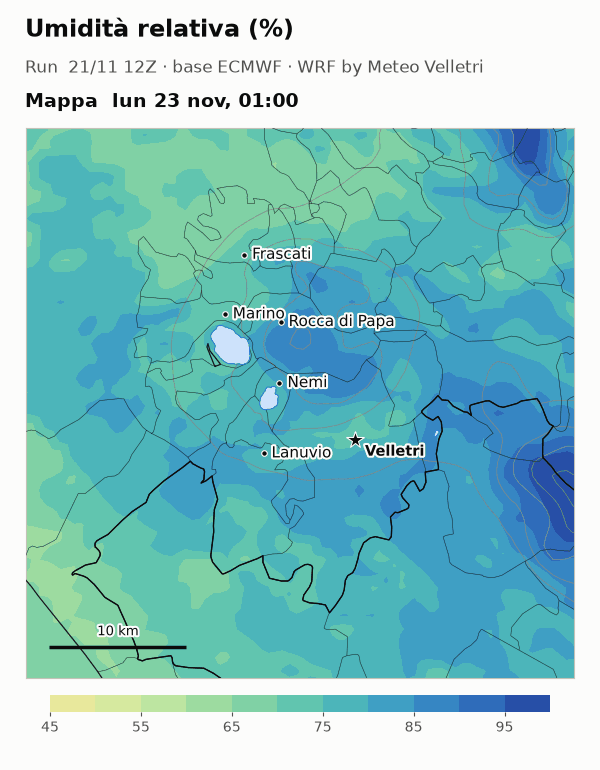 Umidità relativa (%)
Run  21/11 12Z · base ECMWF · WRF by Meteo Velletri
Mappa  lun 23 nov, 01:00
Frascati
Marino
Rocca di Papa
Nemi
Velletri
Lanuvio
10 km
45 55 65 75 85 95